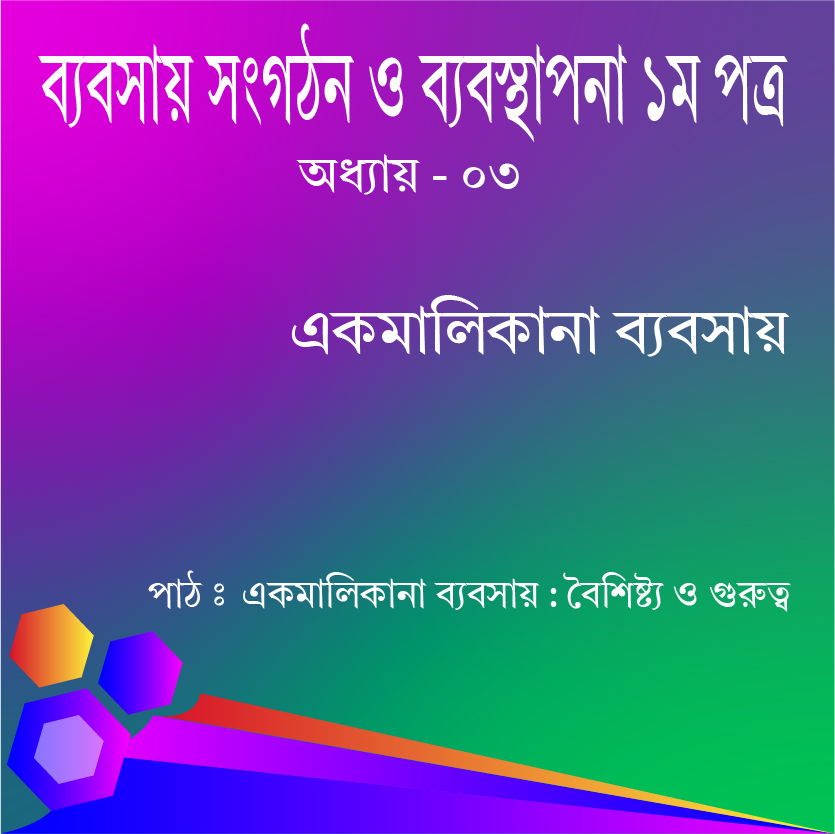 ব্যবসায় সংগঠন ও ব্যবস্থাপনা ১ম পত্র
অধ্যায় - ০৩
একমালিকানা ব্যবসায়
পাঠ ঃ একমালিকানা ব্যবসায় : বৈশিষ্ট্য ও গুরুত্ব